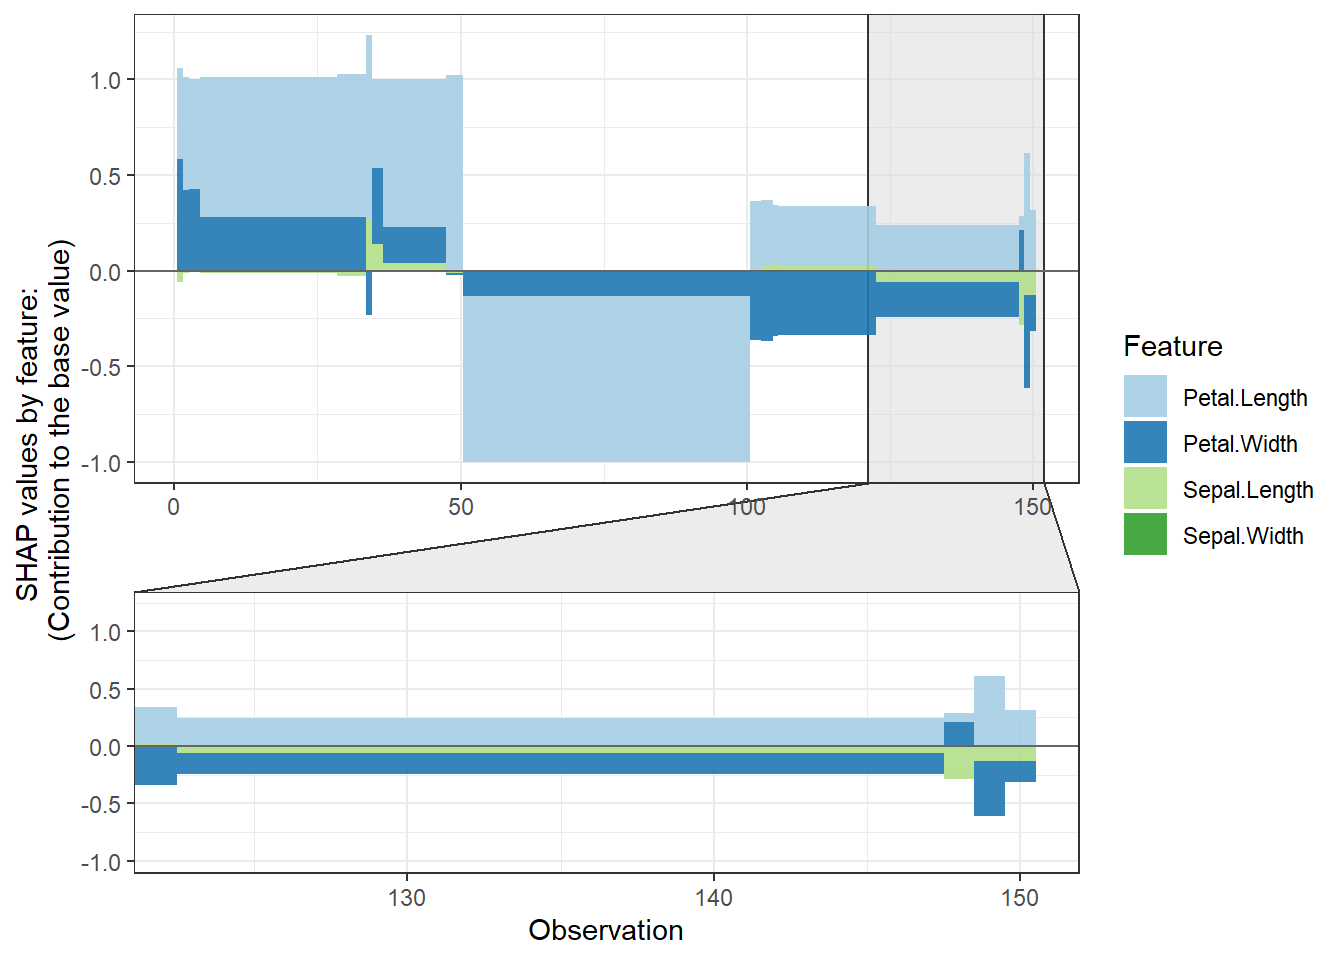 SHAP values by feature:
(Contribution to the base value)
1.0
0.5
0.0
-0.5
-1.0
0
50
100
150
1.0
0.5
0.0
-0.5
-1.0
130
140
150
Observation
Feature
Petal.Length
Petal.Width
Sepal.Length
Sepal.Width